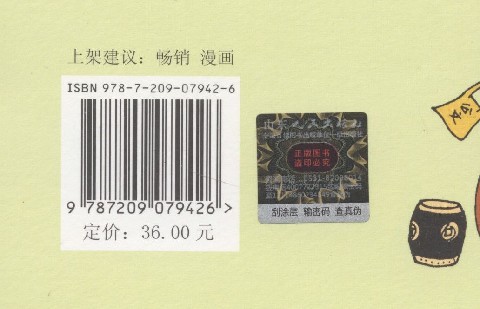 上架建议：畅销 漫画
ISBN 978-7-209-07942-6
9 787209 079426 >
定价：36.00 元
正版图书
盗印必究
刮涂层 输密码 查真伪